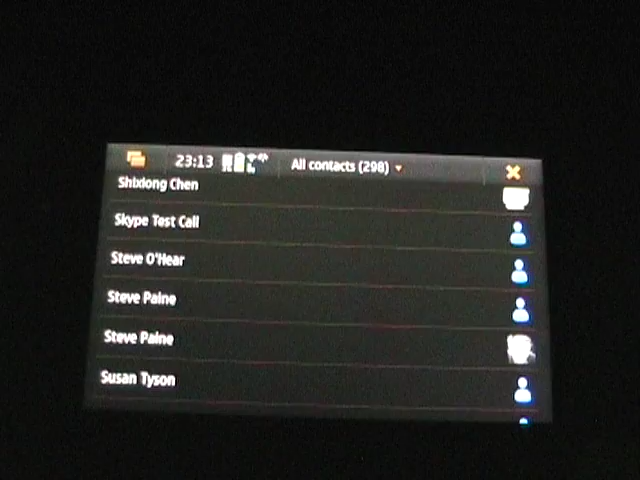 23:13 All contacts (298)
Shixiong Chen
Skype Test Call
Steve O'Hear
Steve Paine
Steve Paine
Susan Tyson